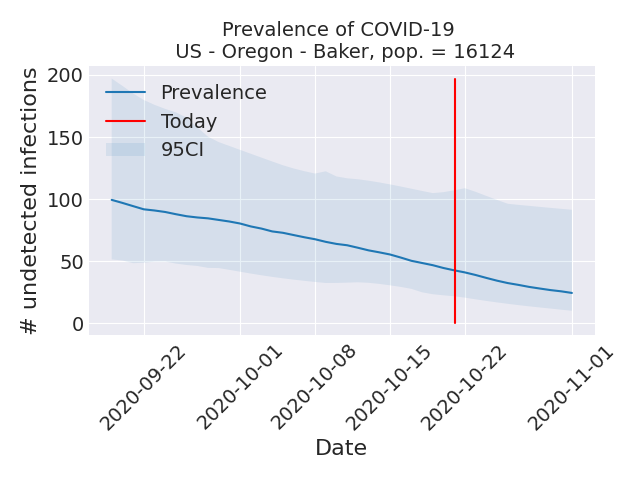 Prevalence of COVID-19
US - Oregon - Baker, pop. = 16124
# undetected infections
200
150
100
50
0
Prevalence
Today
95CI
2020-09-22
2020-10-01
2020-10-08
2020-10-15
2020-10-22
2020-11-01
Date